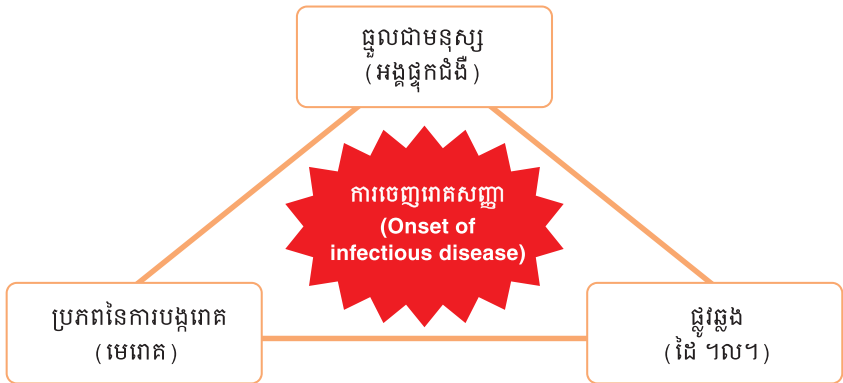 ធ្មួលជាមនុស្ស
(អង្គផ្ទុកជំងឺ)
ការចេញរោគសញ្ញា
(Onset of
infectious disease)
ប្រភពនៃការបង្ករោគ
(មេរោគ)
ផ្លូវឆ្លង
(ដៃ ។ល។)